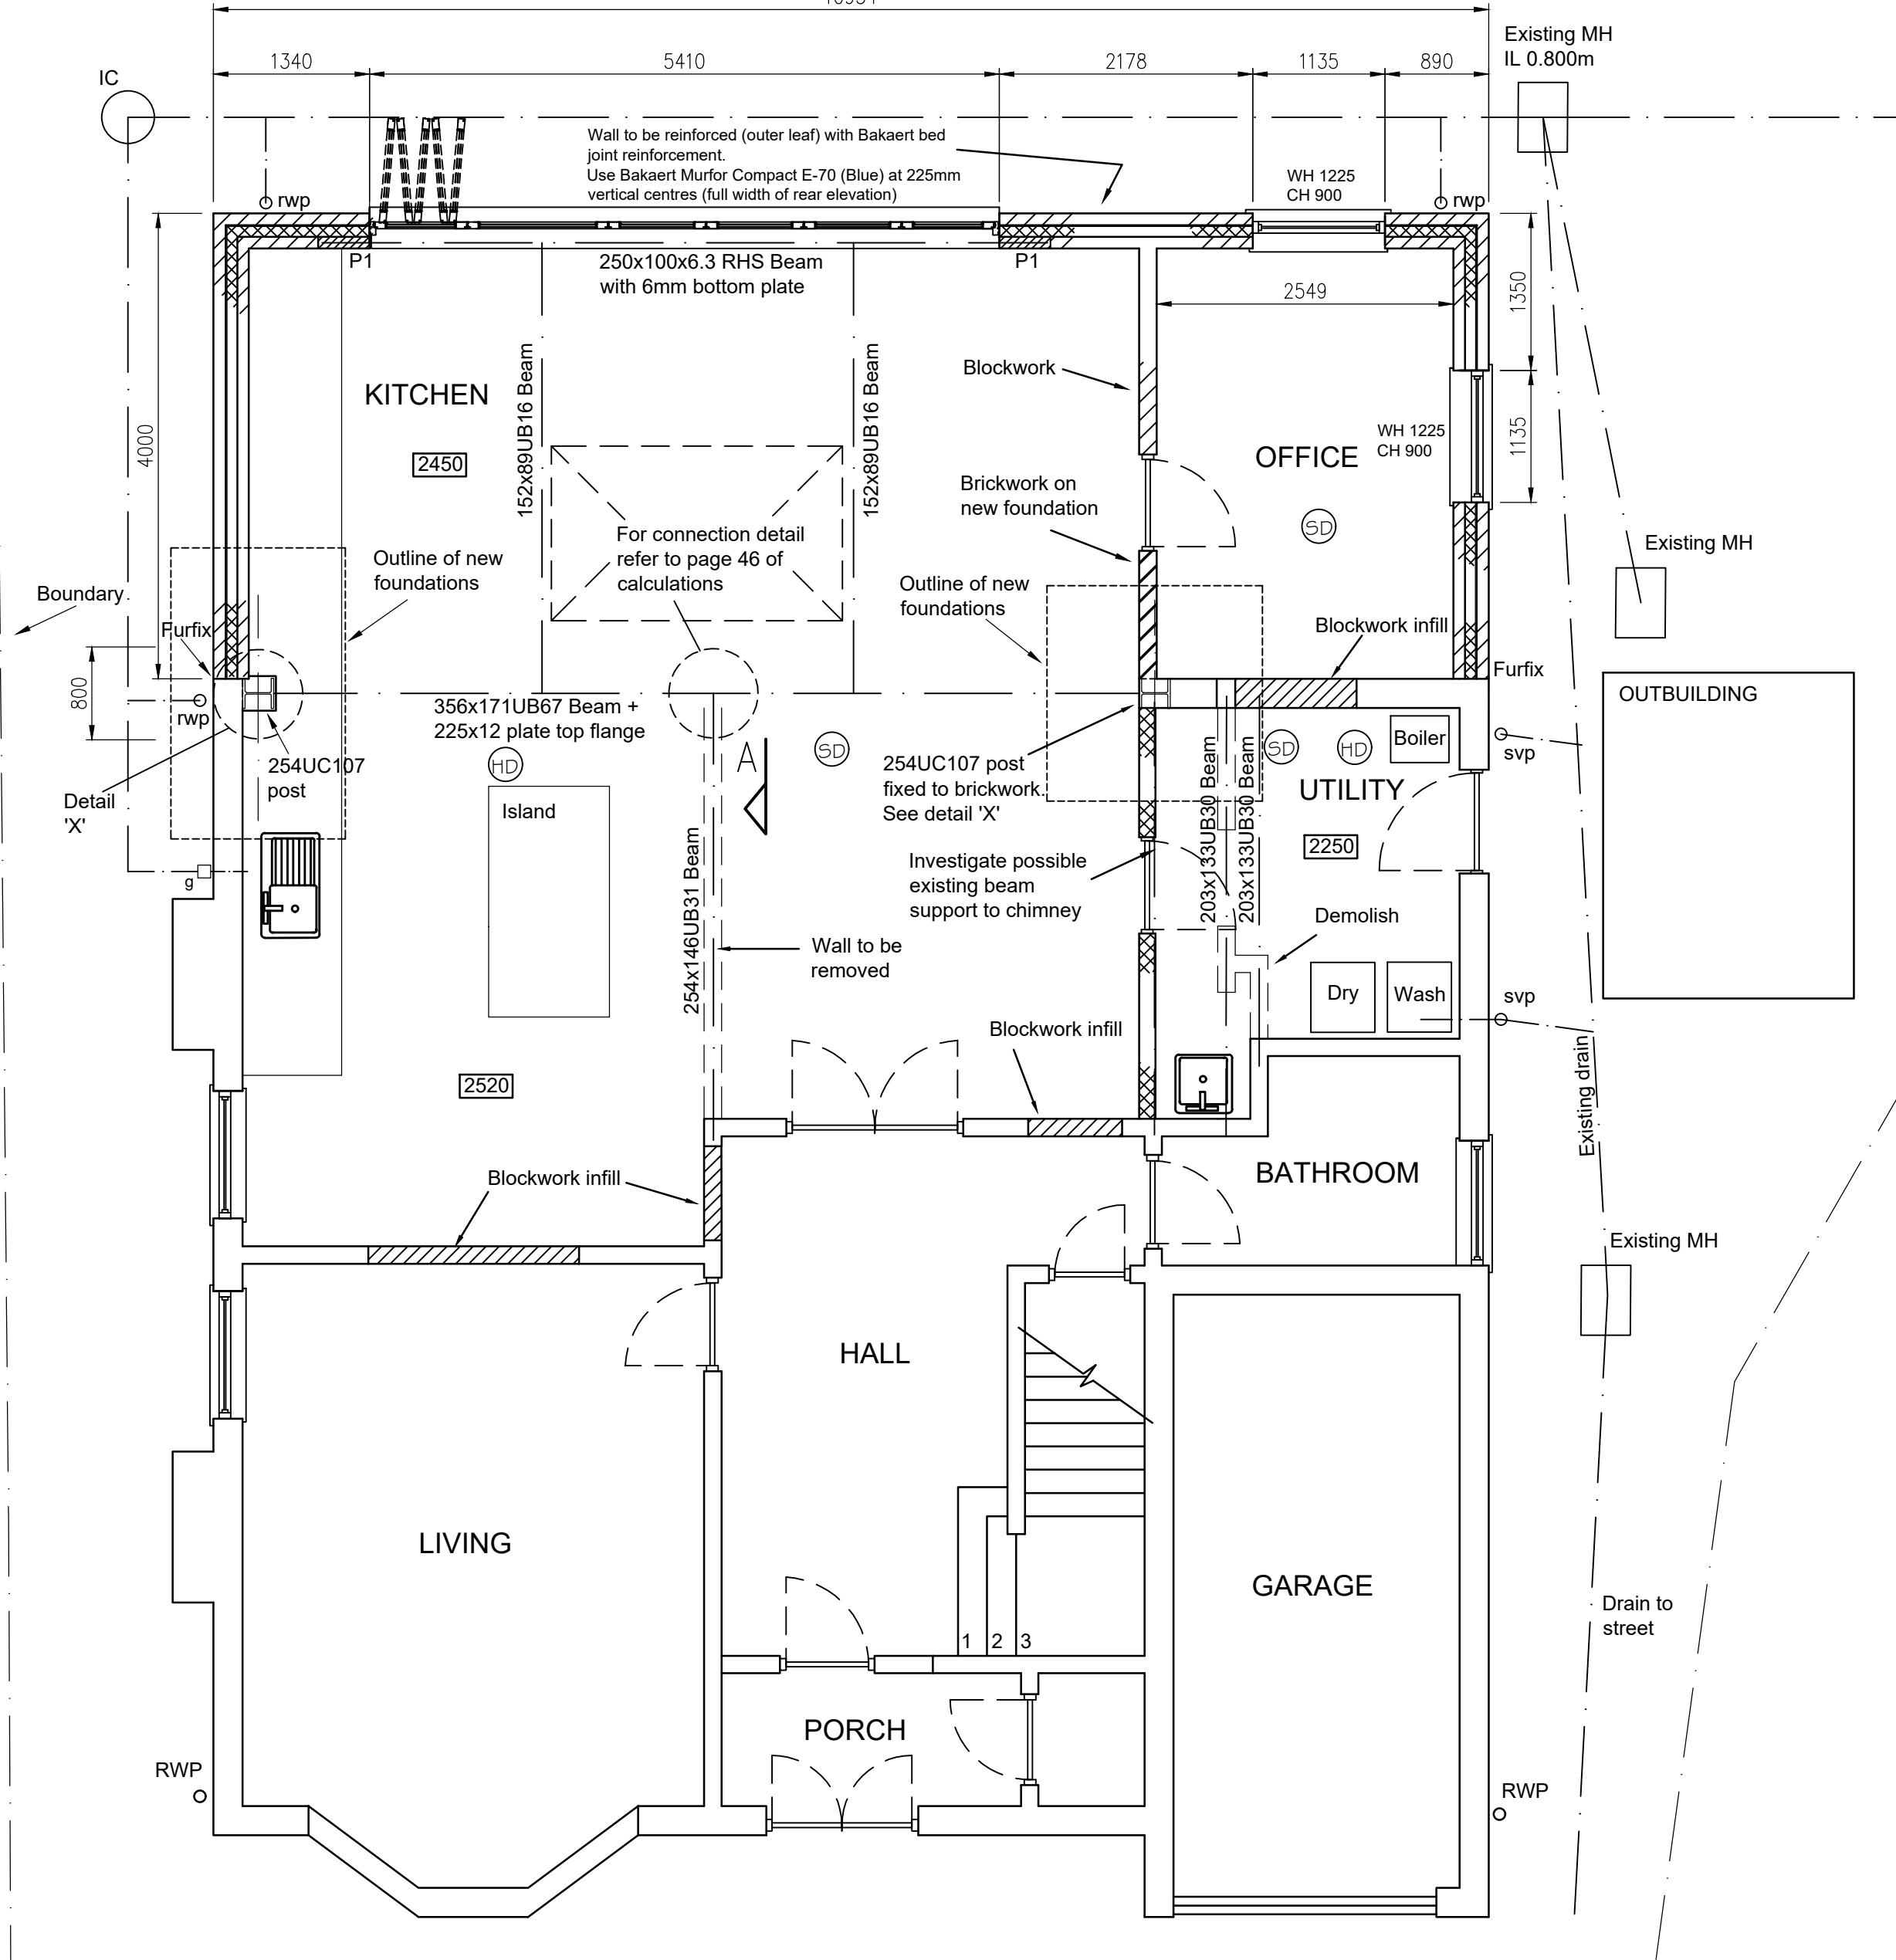 1340
5410
2178
1135
890
Existing MH
IL 0.800m
IC
Wall to be reinforced (outer leaf) with Bakaert bed
joint reinforcement.
Use Bakaert Murfor Compact E-70 (Blue) at 225mm
vertical centres (full width of rear elevation)
WH 1225
CH 900
rwp
rwp
P1
250x100x6.3 RHS Beam
with 6mm bottom plate
P1
2549
1350
4000
KITCHEN
2450
152x89UB16 Beam
152x89UB16 Beam
Blockwork
OFFICE
WH 1225
CH 900
1135
SD
Brickwork on
new foundation
For connection detail
refer to page 46 of
calculations
Outline of new
foundations
Outline of new
foundations
Existing MH
Boundary
Furfix
Blockwork infill
Furfix
800
rwp
356x171UB67 Beam +
225x12 plate top flange
OUTBUILDING
HD
SD
A
254UC107
post
254UC107 post
fixed to brickwork.
See detail 'X'
203x133UB30 Beam
203x133UB30 Beam
SD
HD
Boiler
svp
UTILITY
2250
Detail
'X'
Island
g
254x146UB31 Beam
Investigate possible
existing beam
support to chimney
Demolish
Wall to be
removed
Dry
Wash
svp
Blockwork infill
Existing drain
2520
Blockwork infill
BATHROOM
Existing MH
HALL
LIVING
GARAGE
Drain to
street
1
2
3
PORCH
RWP
RWP